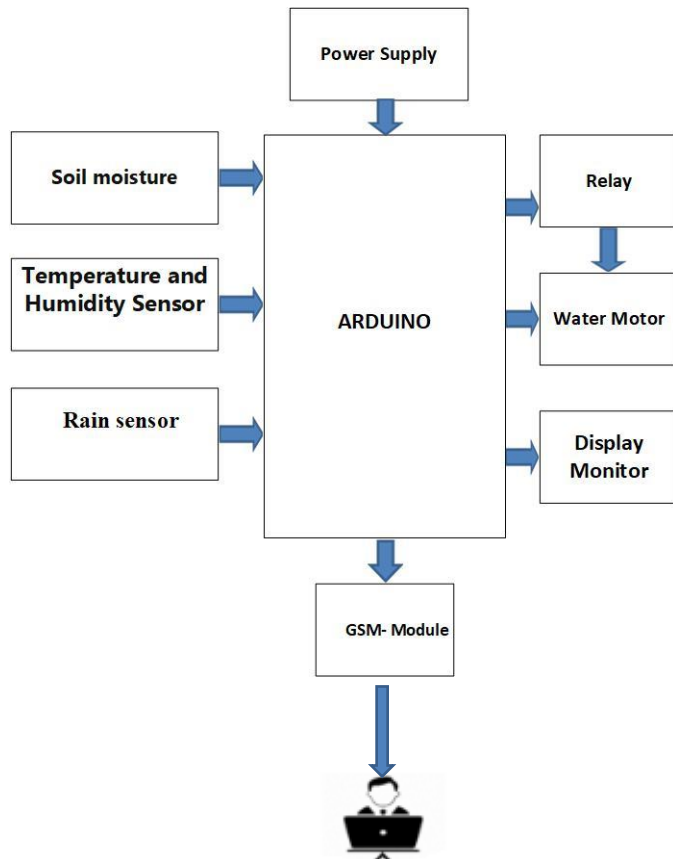 Power Supply
Soil moisture
Relay
Temperature and
Humidity Sensor
ARDUINO
Water Motor
Rain sensor
Display
Monitor
GSM- Module